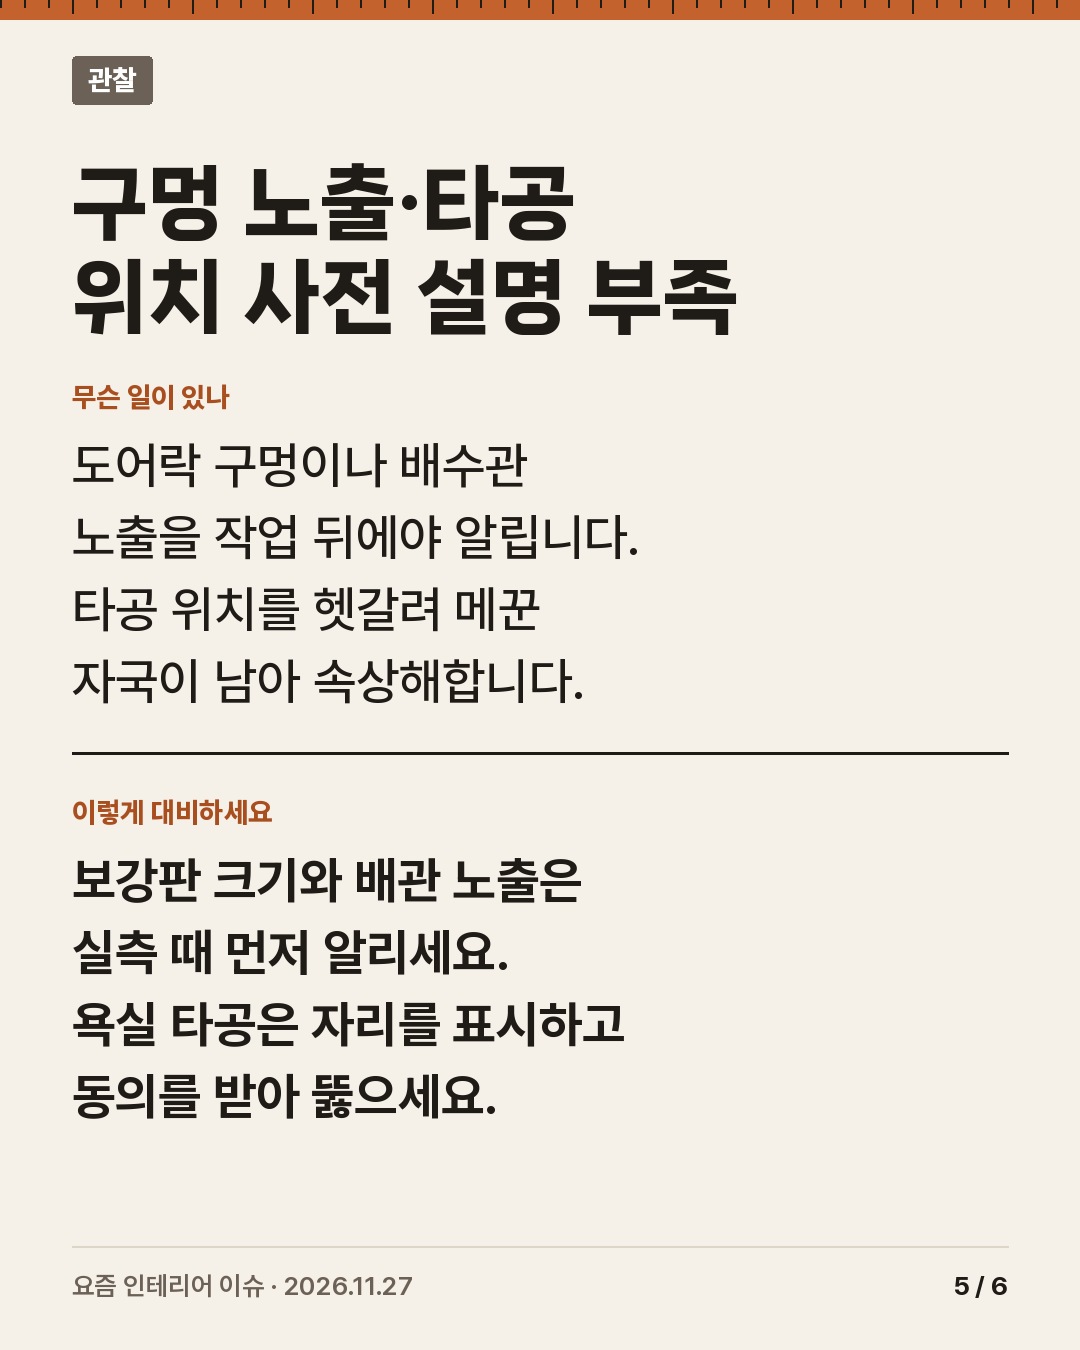 관찰
구멍 노출·타공
위치 사전 설명 부족
무슨 일이 있나
도어락 구멍이나 배수관
노출을 작업 뒤에야 알립니다.
타공 위치를 헷갈려 메꾼
자국이 남아 속상해합니다.
이렇게 대비하세요
보강판 크기와 배관 노출은
실측 때 먼저 알리세요.
욕실 타공은 자리를 표시하고
동의를 받아 뚫으세요.
요즘 인테리어 이슈 · 2026.11.27
5 / 6